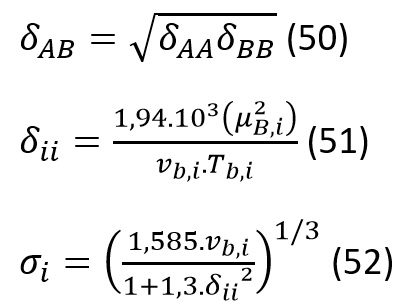 δ_AB = √(δ_AA δ_BB) (50)
δ_ii = 1,94.10³(μ²_B,i) / v_b,i.T_b,i (51)
σ_i = (1,585.v_b,i / 1+1,3.δ_ii²)^1/3 (52)